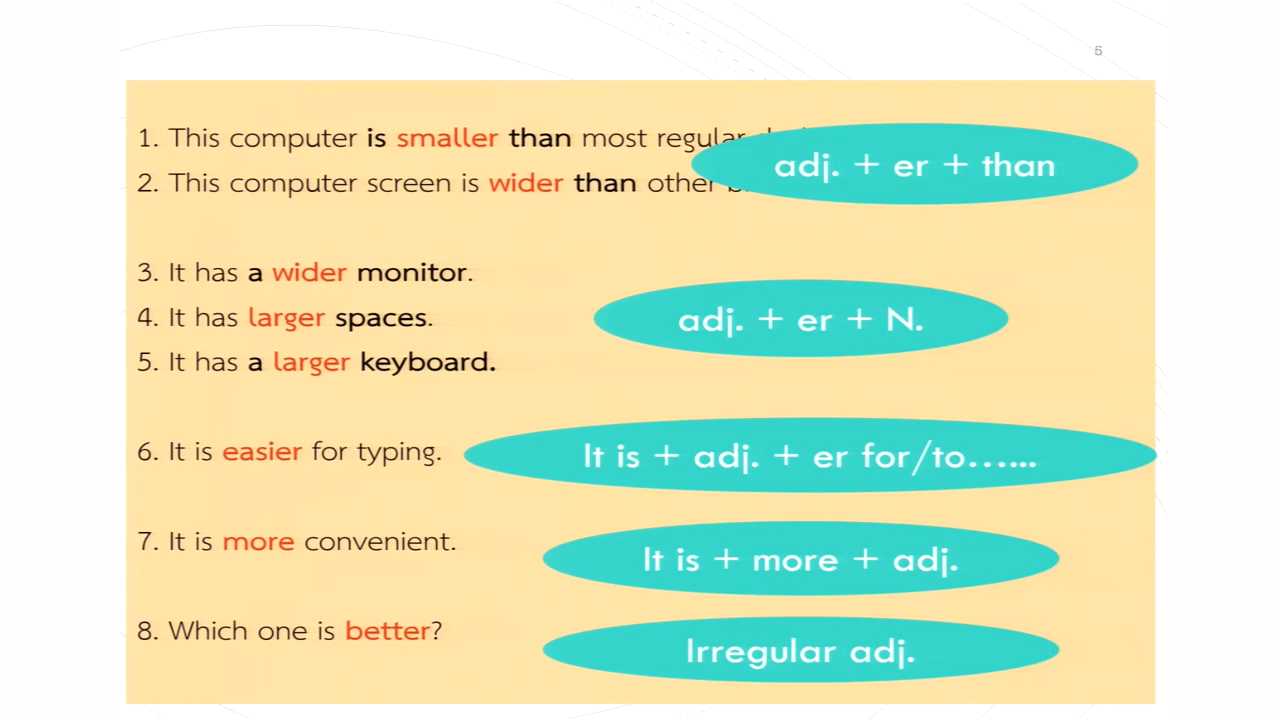 5
1. This computer is smaller than most regular
adj. + er + than
2. This computer screen is wider than other
3. It has a wider monitor.
4. It has larger spaces.
adj. + er + N.
5. It has a larger keyboard.
6. It is easier for typing.
It is + adj. + er for/to…...
7. It is more convenient.
It is + more + adj.
8. Which one is better?
Irregular adj.